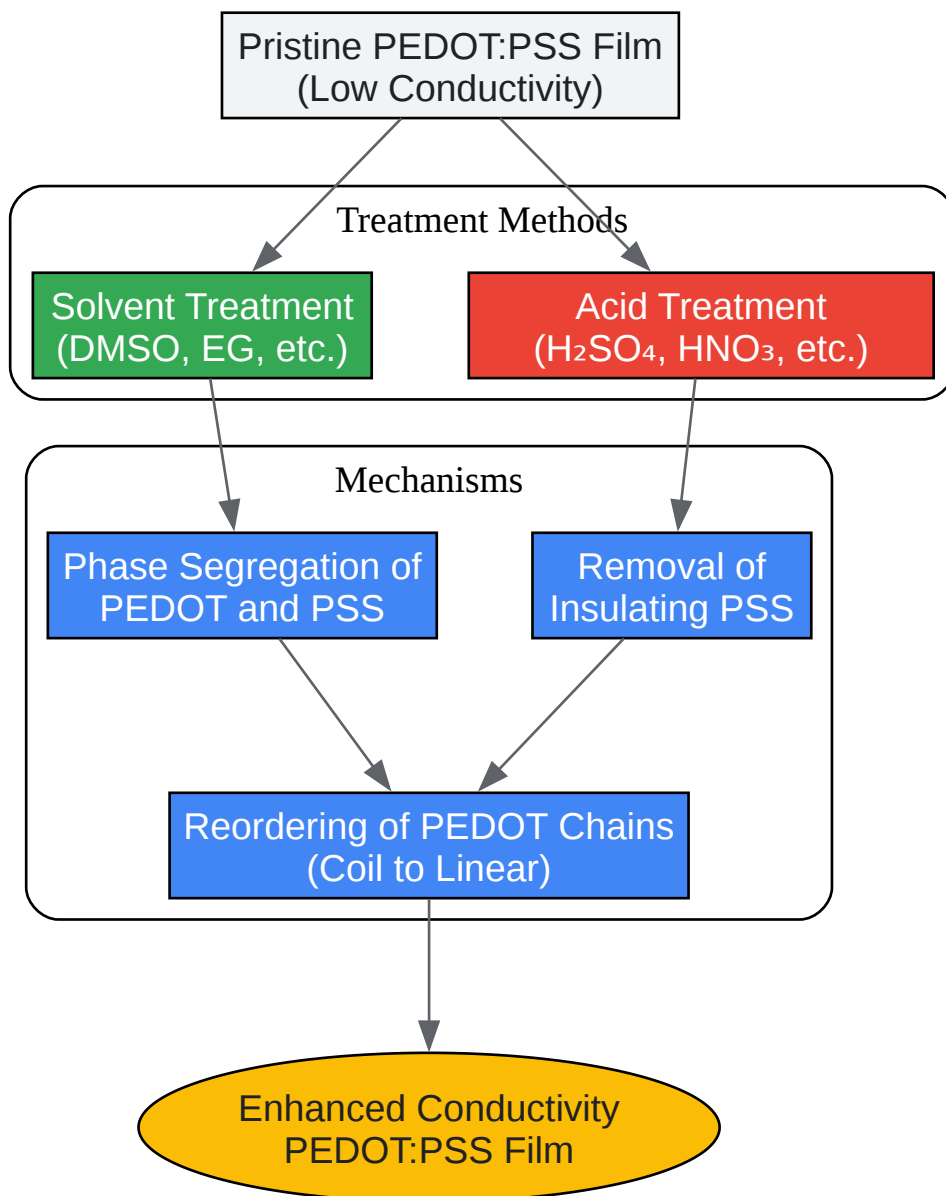 Pristine PEDOT:PSS Film
(Low Conductivity)
Treatment Methods
Solvent Treatment
(DMSO, EG, etc.)
Acid Treatment
(H₂SO₄, HNO₃, etc.)
Mechanisms
Phase Segregation of
PEDOT and PSS
Removal of
Insulating PSS
Reordering of PEDOT Chains
(Coil to Linear)
Enhanced Conductivity
PEDOT:PSS Film